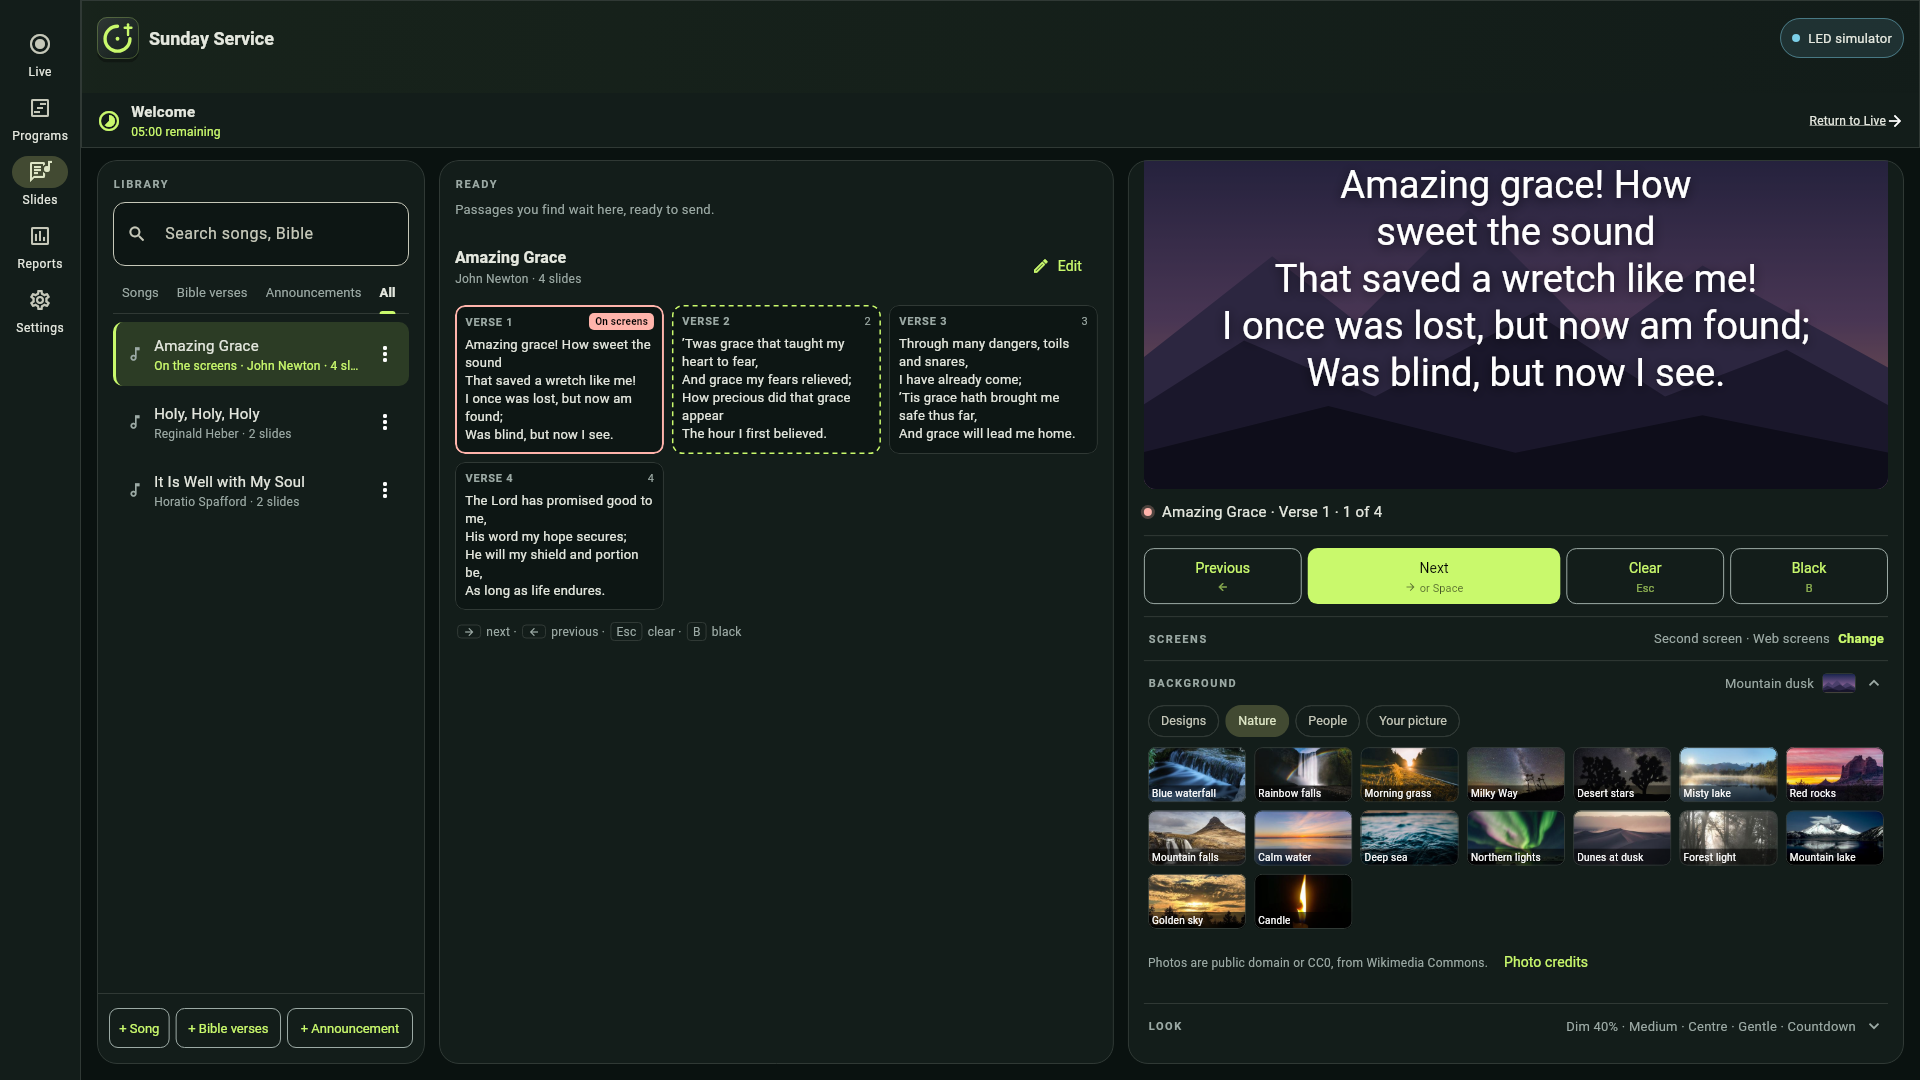 Live
Programs
Slides
Reports
Settings
Sunday Service
LED simulator
Welcome
05:00 remaining
Return to Live
LIBRARY
Search songs, Bible
Songs Bible verses Announcements All
Amazing Grace
On the screens · John Newton · 4 sl...
Holy, Holy, Holy
Reginald Heber · 2 slides
It Is Well with My Soul
Horatio Spafford · 2 slides
+ Song + Bible verses + Announcement
READY
Passages you find wait here, ready to send.
Amazing Grace
John Newton · 4 slides
Edit
VERSE 1 On screens
Amazing grace! How sweet the
sound
That saved a wretch like me!
I once was lost, but now am
found;
Was blind, but now I see.
VERSE 2 2
’Twas grace that taught my
heart to fear,
And grace my fears relieved;
How precious did that grace
appear
The hour I first believed.
VERSE 3 3
Through many dangers, toils
and snares,
I have already come;
’Tis grace hath brought me
safe thus far,
And grace will lead me home.
VERSE 4 4
The Lord has promised good to
me,
His word my hope secures;
He will my shield and portion
be,
As long as life endures.
→ next · ← previous · Esc clear · B black
Amazing grace! How
sweet the sound
That saved a wretch like me!
I once was lost, but now am found;
Was blind, but now I see.
Amazing Grace · Verse 1 · 1 of 4
Previous
←
Next
→ or Space
Clear
Esc
Black
B
SCREENS Second screen · Web screens Change
BACKGROUND Mountain dusk
Designs Nature People Your picture
Blue waterfall Rainbow falls Morning grass Milky Way Desert stars Misty lake Red rocks
Mountain falls Calm water Deep sea Northern lights Dunes at dusk Forest light Mountain lake
Golden sky Candle
Photos are public domain or CC0, from Wikimedia Commons. Photo credits
LOOK Dim 40% · Medium · Centre · Gentle · Countdown